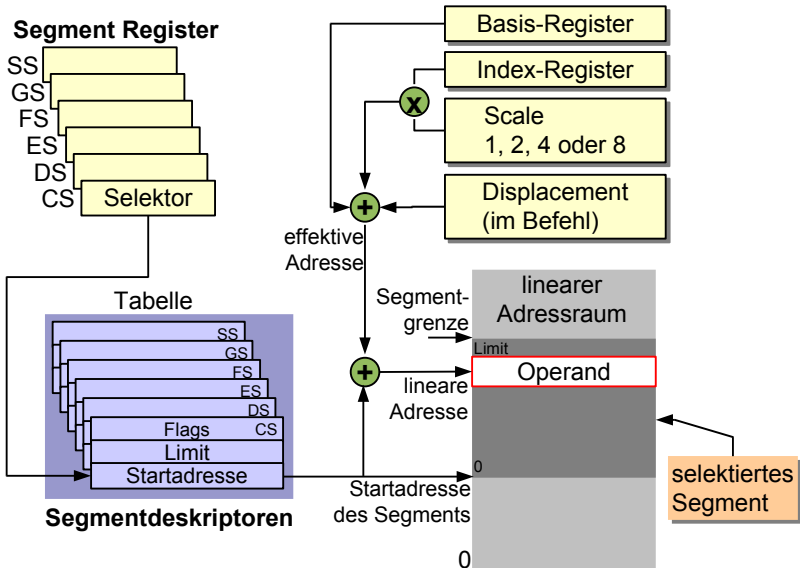 Segment Register
SS
GS
FS
ES
DS
CS
Selektor
Basis-Register
Index-Register
x
Scale
1, 2, 4 oder 8
Displacement
(im Befehl)
+
effektive
Adresse
Tabelle
SS
GS
FS
ES
DS
CS
Flags
Limit
Startadresse
Segmentdeskriptoren
+
lineare
Adresse
Segment-
grenze
linearer
Adressraum
Limit
Operand
0
Startadresse
des Segments
0
selektiertes
Segment